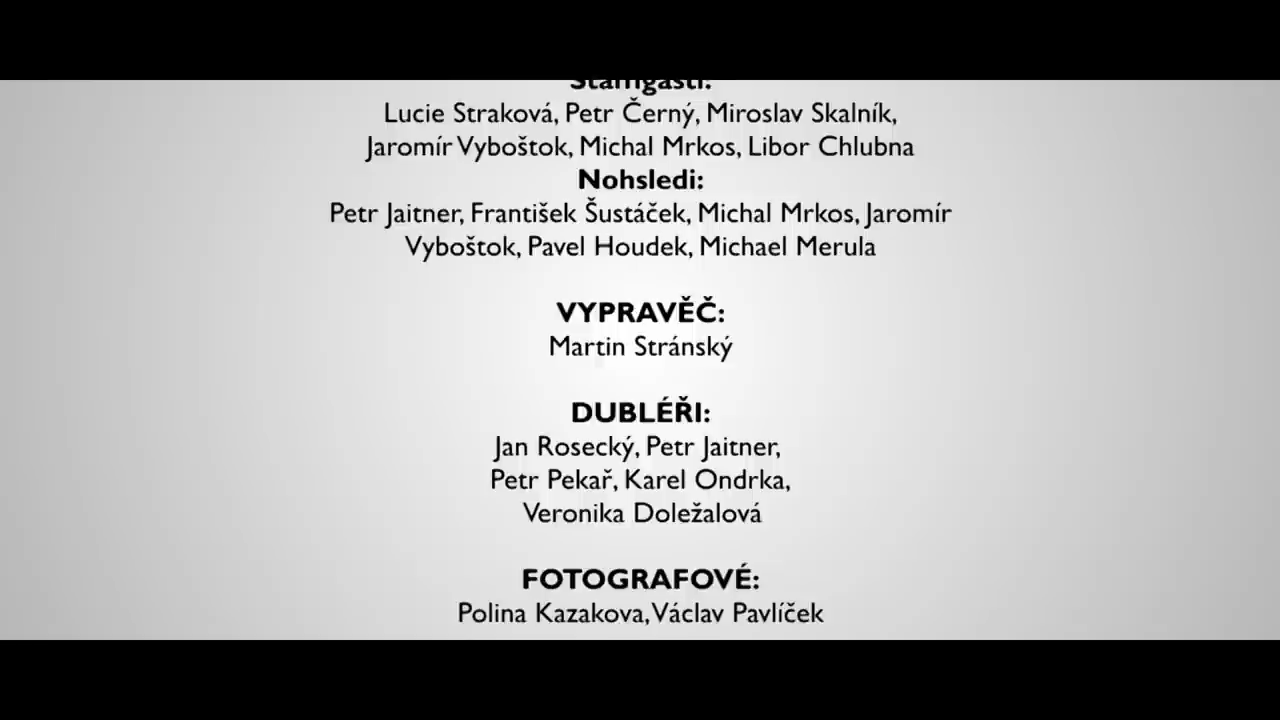 Štamgasti:
Lucie Straková, Petr Černý, Miroslav Skalník,
Jaromír Vyboštok, Michal Mrkos, Libor Chlubna
Nohsledi:
Petr Jaitner, František Šustáček, Michal Mrkos, Jaromír
Vyboštok, Pavel Houdek, Michael Merula
VYPRAVĚČ:
Martin Stránský
DUBLÉŘI:
Jan Rosecký, Petr Jaitner,
Petr Pekař, Karel Ondrka,
Veronika Doležalová
FOTOGRAFOVÉ:
Polina Kazakova, Václav Pavlíček